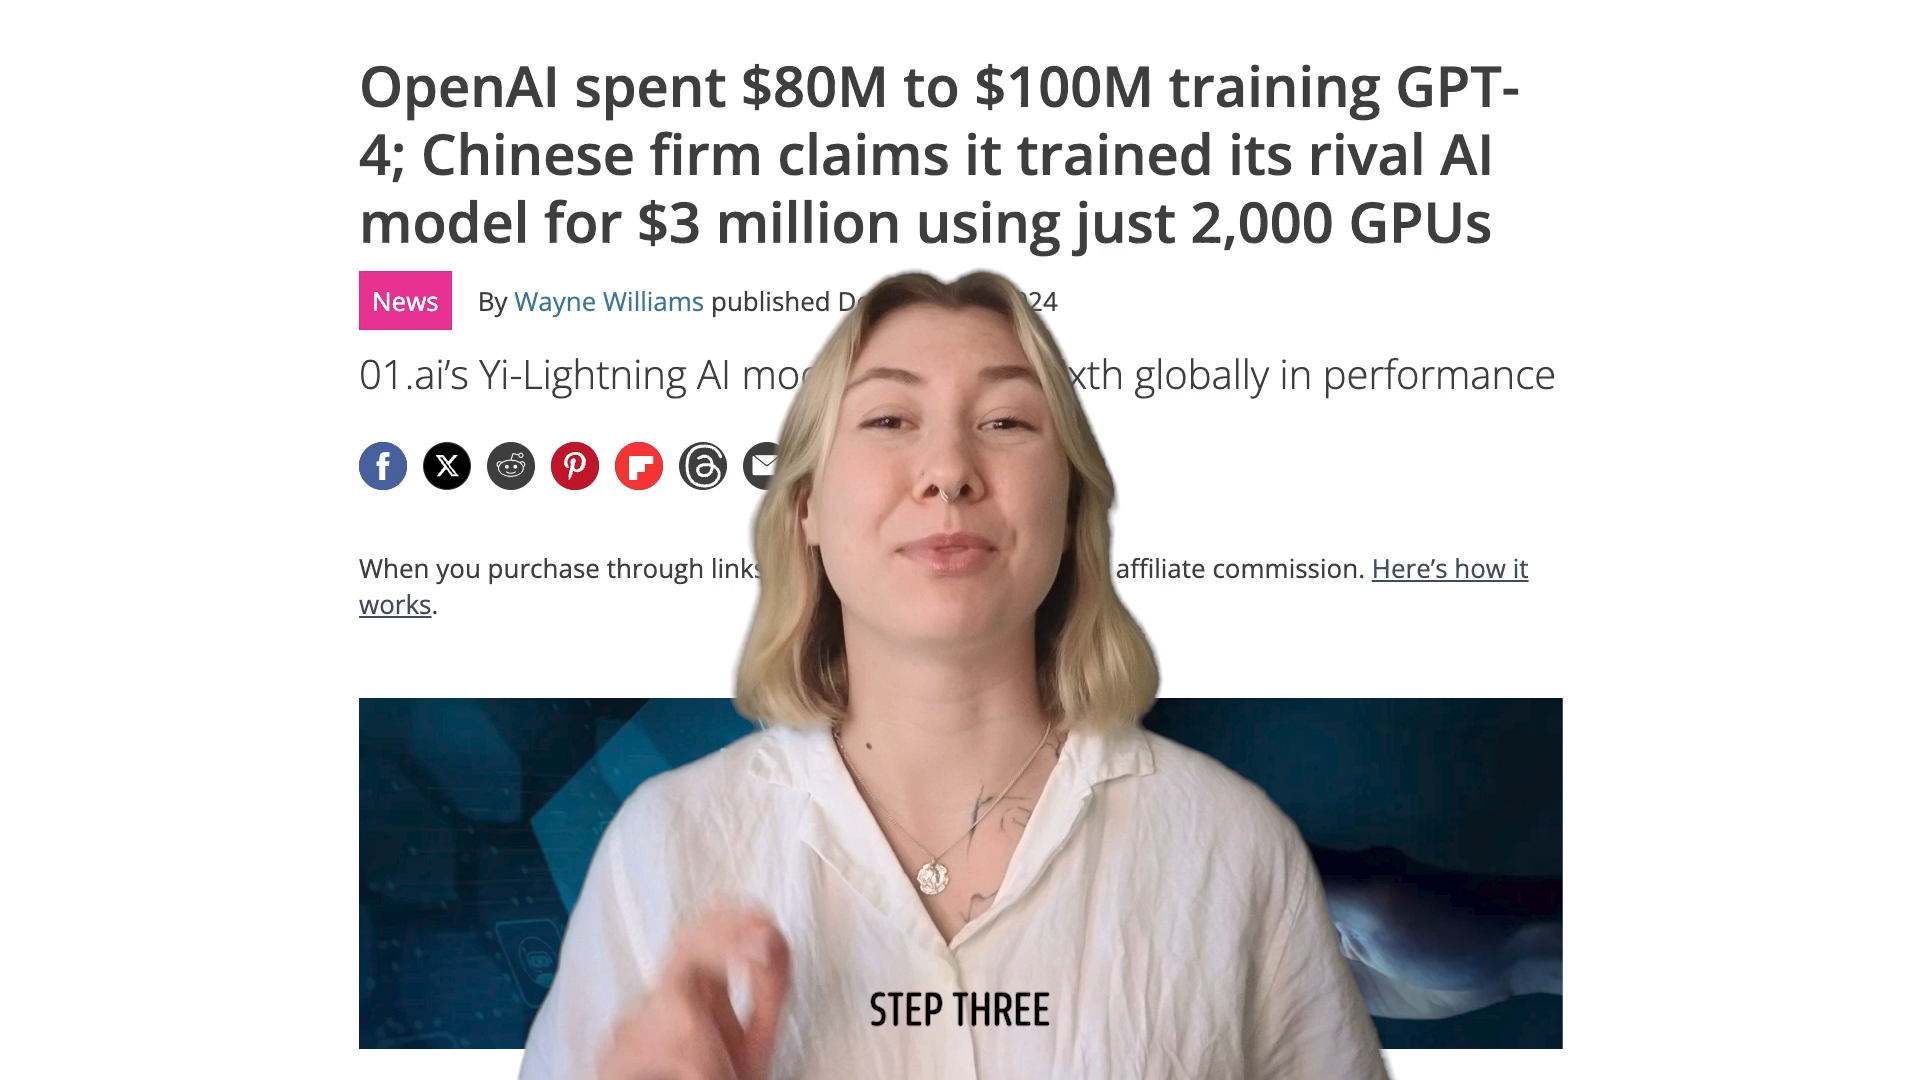 OpenAI spent $80M to $100M training GPT-
4; Chinese firm claims it trained its rival AI
model for $3 million using just 2,000 GPUs
News By Wayne Williams published 24
01.ai’s Yi-Lightning AI globally in performance
When you purchase through links affiliate commission. Here’s how it
works.
STEP THREE